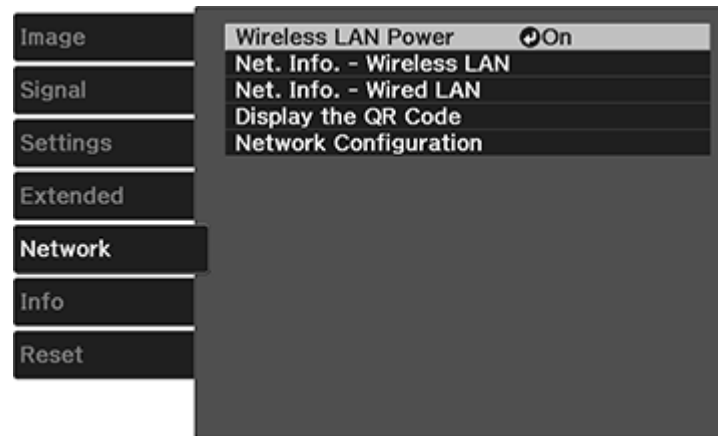 Image
Signal
Settings
Extended
Network
Info
Reset
Wireless LAN Power On
Net. Info. - Wireless LAN
Net. Info. - Wired LAN
Display the QR Code
Network Configuration